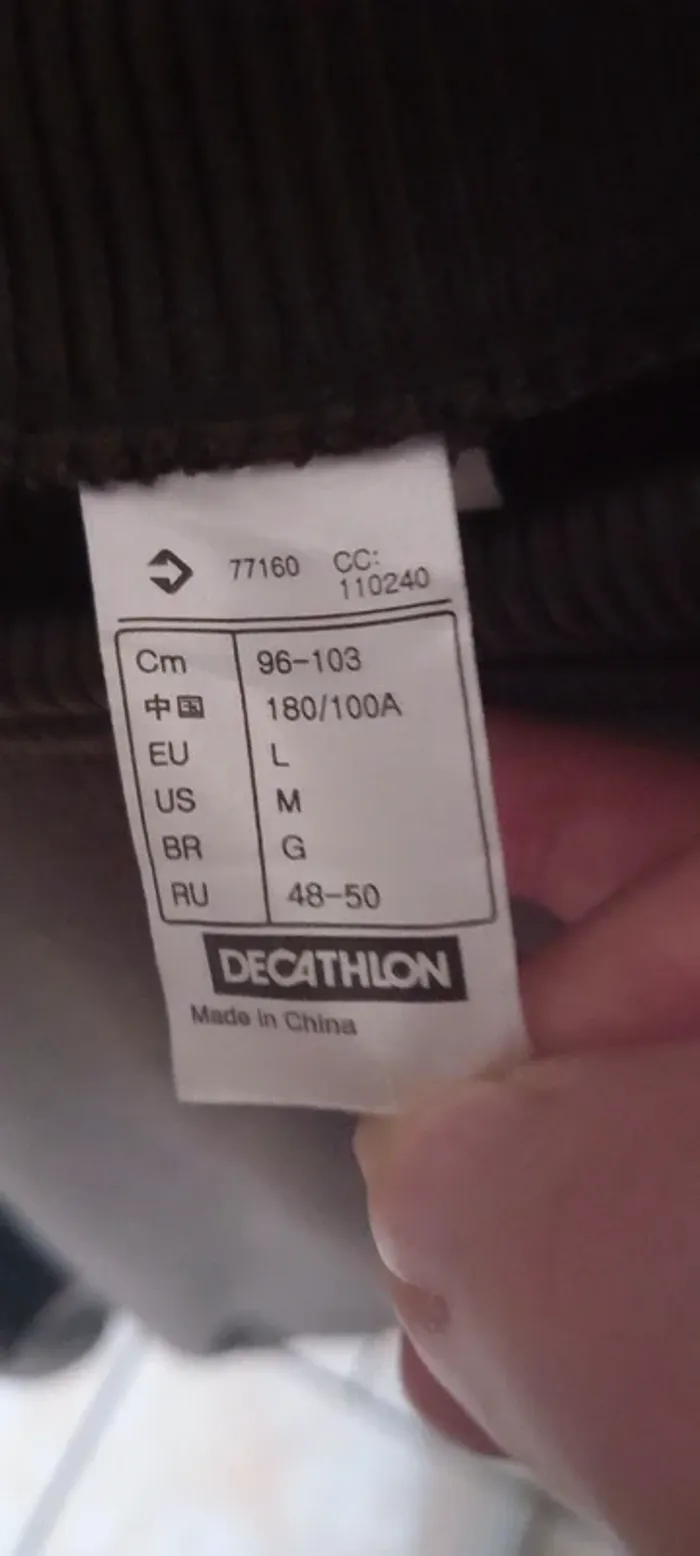 77160 CC:
110240
Cm 96-103
中国 180/100A
EU L
US M
BR G
RU 48-50
DECATHLON
Made in China